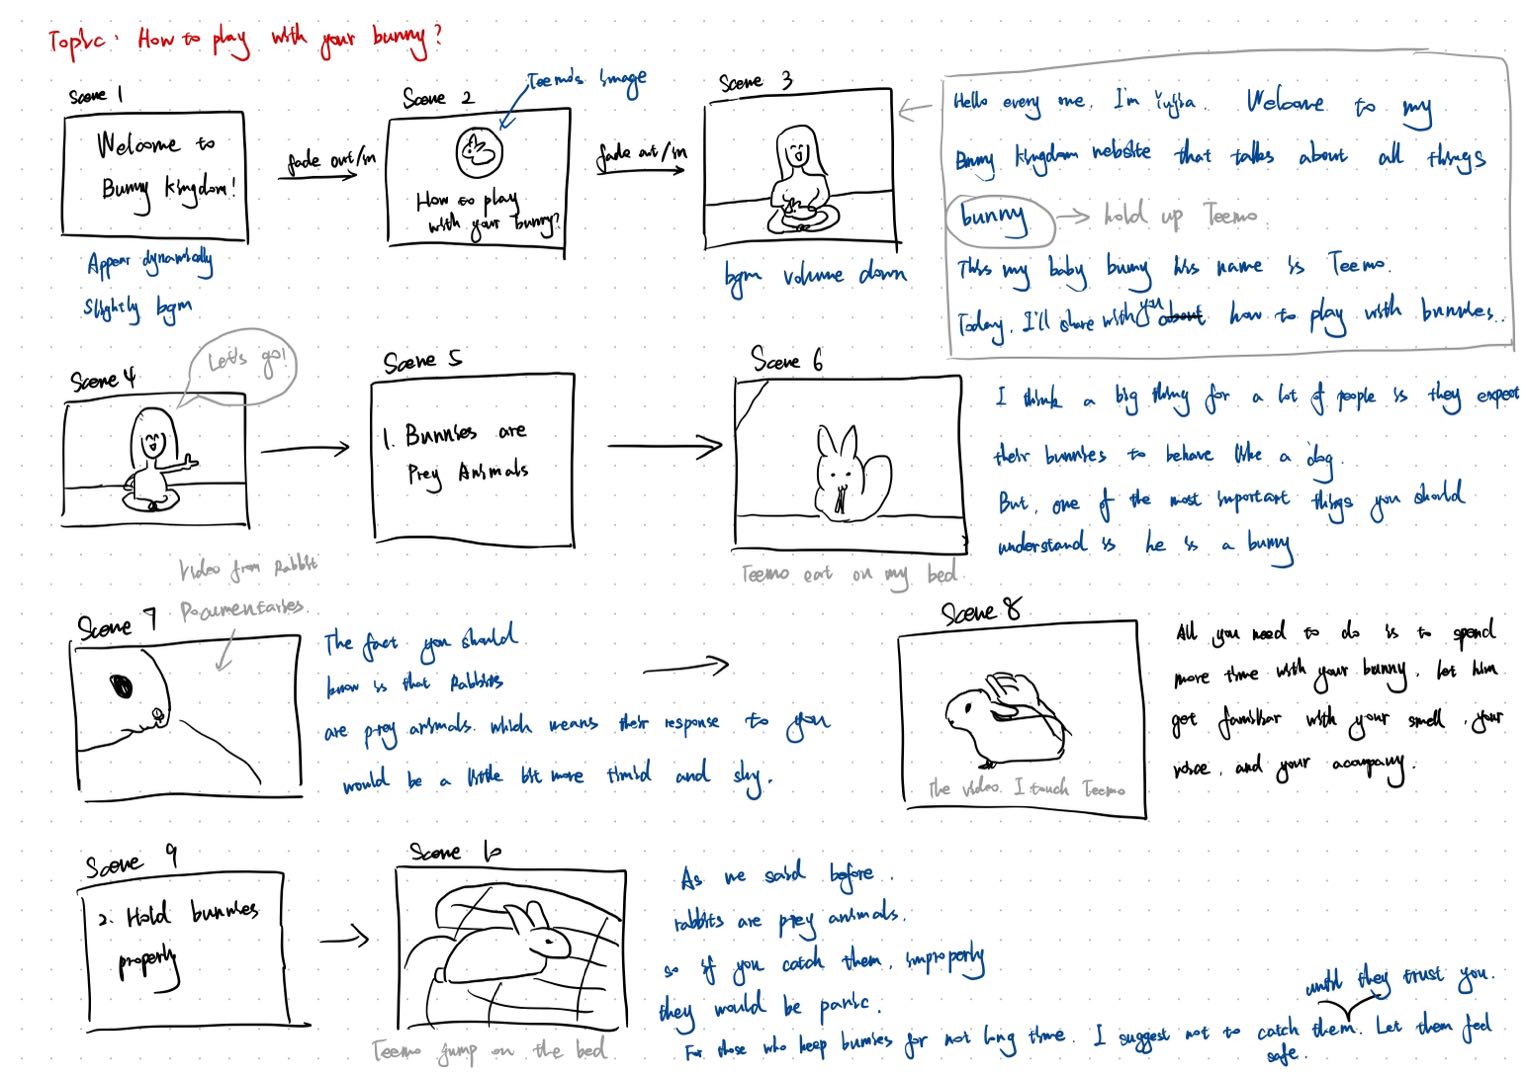 Topic: How to play with your bunny?
Scene 1
Welcome to
Bunny Kingdom!
Appear dynamically
Slightly bgm
fade out/in
Scene 2
Teemo's image
How to play
with your bunny?
fade out/in
Scene 3
bgm volume down
Hello every one. I'm Yujia. Welcome to my
Bunny Kingdom website that talks about all things
bunny → hold up Teemo
This my baby bunny his name is Teemo.
Today, I'll share with you about how to play with bunnies..
Scene 4
Let's go!
Scene 5
1. Bunnies are
Prey Animals
Scene 6
Teemo eat on my bed.
I think a big thing for a lot of people is they expect
their bunnies to behave like a dog.
But, one of the most important things you should
understand is he is a bunny
Scene 7
Video from Rabbit
Documentaries.
The fact you should
know is that Rabbits
are prey animals. which means their response to you
would be a little bit more timid and shy.
Scene 8
the video. I touch Teemo
All you need to do is to spend
more time with your bunny, let him
get familiar with your smell, your
voice, and your accompany.
Scene 9
2. Hold bunnies
properly
Scene 10
Teemo jump on the bed.
As we said before,
rabbits are prey animals.
so if you catch them, improperly
they would be panic.
until they trust you.
For those who keep bunnies for not long time. I suggest not to catch them. Let them feel
safe.